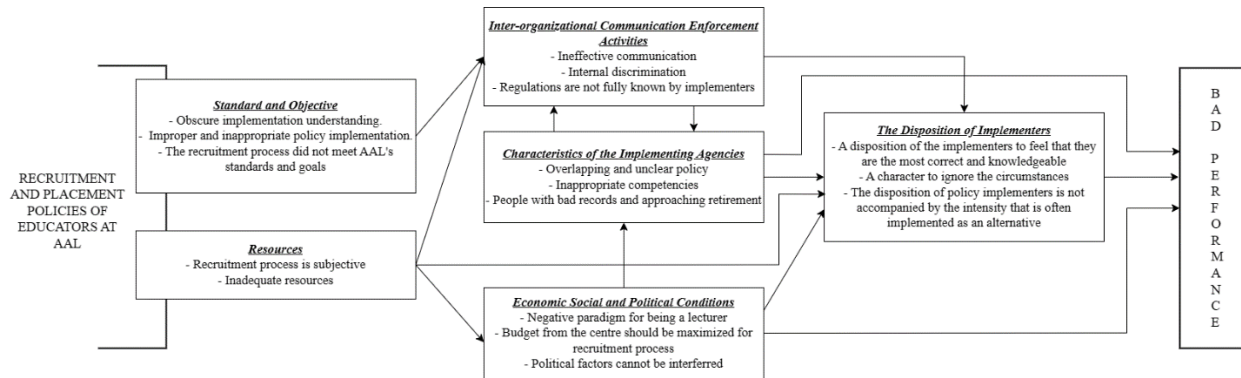 RECRUITMENT
AND PLACEMENT
POLICIES OF
EDUCATORS AT
AAL
Standard and Objective
- Obscure implementation understanding.
- Improper and inappropriate policy implementation.
- The recruitment process did not meet AAL's
standards and goals
Resources
- Recruitment process is subjective
- Inadequate resources
Inter-organizational Communication Enforcement
Activities
- Ineffective communication
- Internal discrimination
- Regulations are not fully known by implementers
Characteristics of the Implementing Agencies
- Overlapping and unclear policy
- Inappropriate competencies
- People with bad records and approaching retirement
Economic Social and Political Conditions
- Negative paradigm for being a lecturer
- Budget from the centre should be maximized for
recruitment process
- Political factors cannot be interferred
The Disposition of Implementers
- A disposition of the implementers to feel that they
are the most correct and knowledgeable
- A character to ignore the circumstances
- The disposition of policy implementers is not
accompanied by the intensity that is often
implemented as an alternative
BAD PERFORMANCE